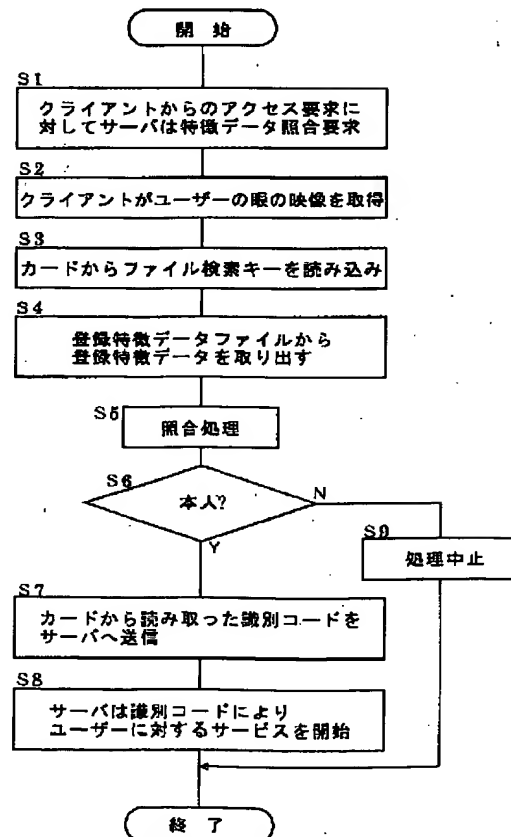 開 始
S1
クライアントからのアクセス要求に
対してサーバは特徴データ照合要求
S2
クライアントがユーザーの眼の映像を取得
S3
カードからファイル検索キーを読み込み
S4
登録特徴データファイルから
登録特徴データを取り出す
S5
照合処理
S6
本人?
N
Y
S9
処理中止
S7
カードから読み取った識別コードを
サーバへ送信
S8
サーバは識別コードにより
ユーザーに対するサービスを開始
終 了